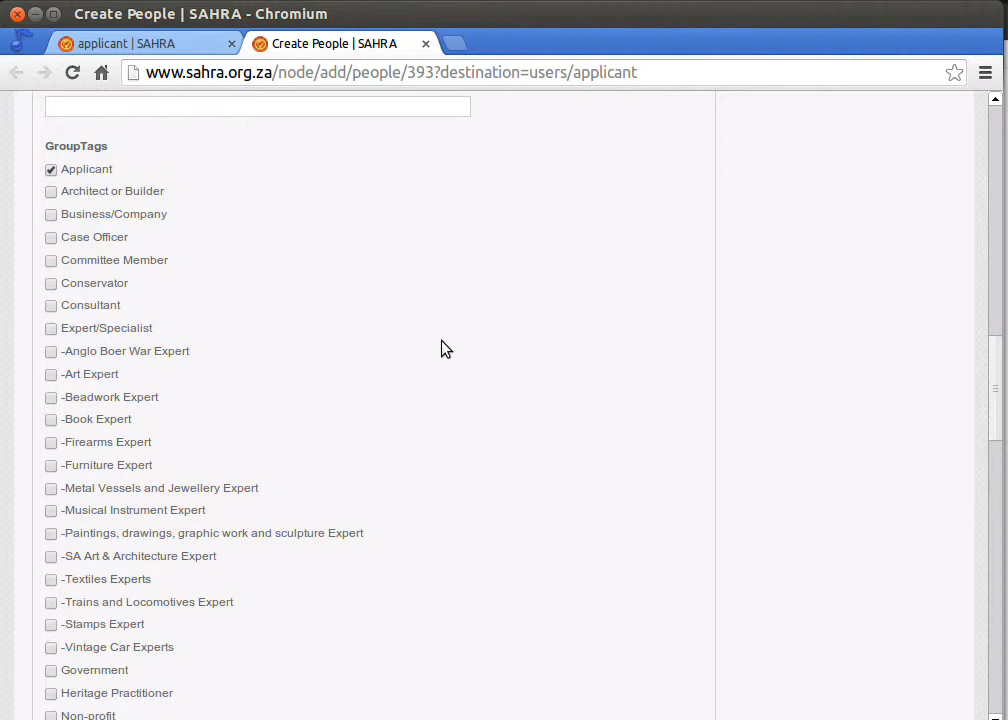 Create People | SAHRA - Chromium
applicant | SAHRA
Create People | SAHRA
www.sahra.org.za/node/add/people/393?destination=users/applicant
GroupTags
Applicant
Architect or Builder
Business/Company
Case Officer
Committee Member
Conservator
Consultant
Expert/Specialist
-Anglo Boer War Expert
-Art Expert
-Beadwork Expert
-Book Expert
-Firearms Expert
-Furniture Expert
-Metal Vessels and Jewellery Expert
-Musical Instrument Expert
-Paintings, drawings, graphic work and sculpture Expert
-SA Art & Architecture Expert
-Textiles Experts
-Trains and Locomotives Expert
-Stamps Expert
-Vintage Car Experts
Government
Heritage Practitioner
Non-profit